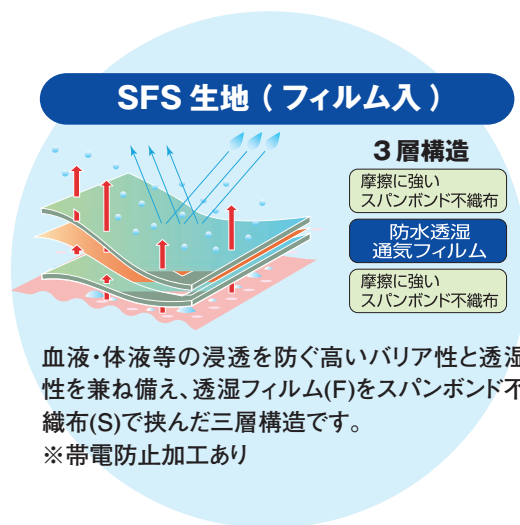 SFS 生地 ( フィルム入 )
3 層構造
摩擦に強い
スパンボンド不織布
防水透湿
通気フィルム
摩擦に強い
スパンボンド不織布
血液・体液等の浸透を防ぐ高いバリア性と透湿
性を兼ね備え、透湿フィルム(F)をスパンボンド不
織布(S)で挟んだ三層構造です。
※帯電防止加工あり